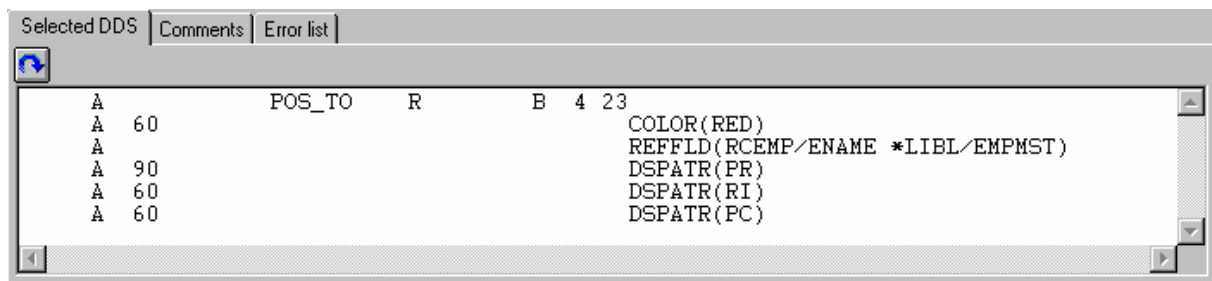 Selected DDS Comments Error list
A POS_TO R B 4 23
A 60 COLOR(RED)
A REFFLD(RCEMP/ENAME *LIBL/EMPMST)
A 90 DSPATR(PR)
A 60 DSPATR(RI)
A 60 DSPATR(PC)